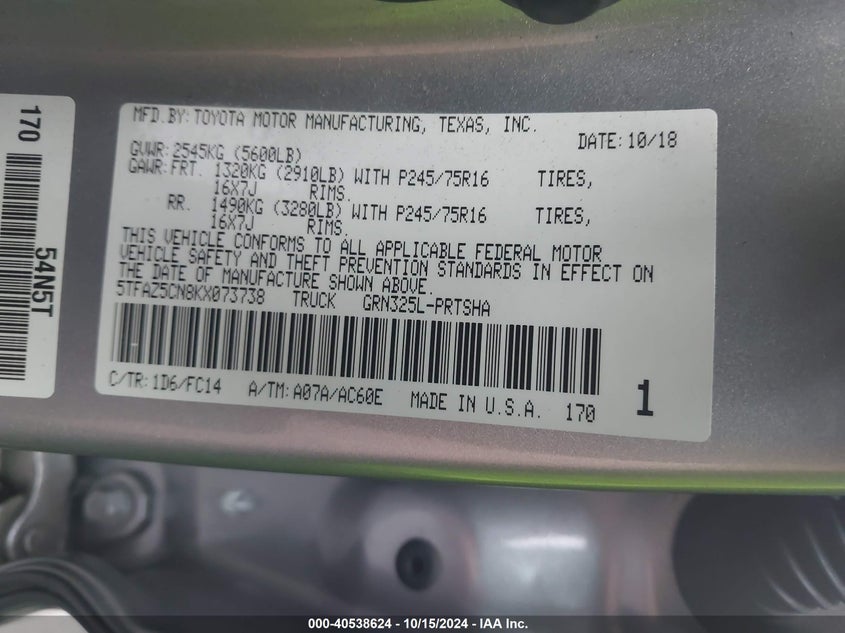 170
54N5T
MFD.BY:TOYOTA MOTOR MANUFACTURING, TEXAS, INC.
DATE:10/18
GVWR:2545KG (5600LB)
GAWR:FRT. 1320KG (2910LB) WITH P245/75R16 TIRES,
16X7J RIMS.
RR. 1490KG (3280LB) WITH P245/75R16 TIRES,
16X7J RIMS.
THIS VEHICLE CONFORMS TO ALL APPLICABLE FEDERAL MOTOR
VEHICLE SAFETY AND THEFT PREVENTION STANDARDS IN EFFECT ON
THE DATE OF MANUFACTURE SHOWN ABOVE.
5TFAZ5CN8KX073738 TRUCK GRN325L-PRTSHA
C/TR:1D6/FC14 A/TM:A07A/AC60E MADE IN U.S.A. 170 1
000-40538624 - 10/15/2024 - IAA Inc.